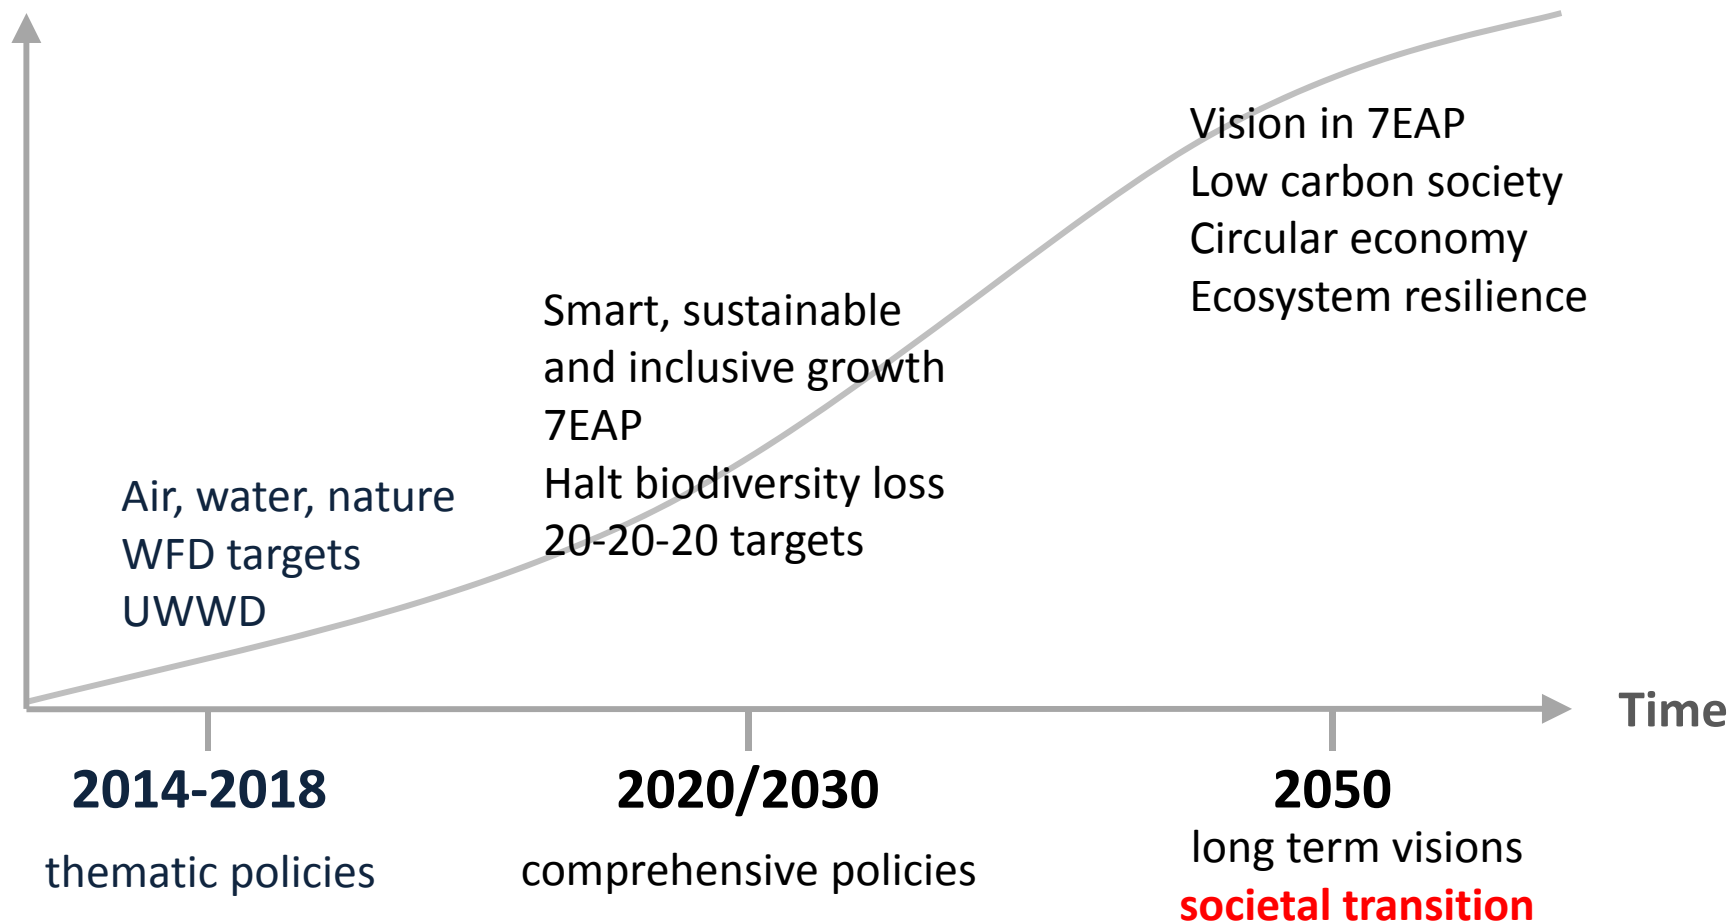 Vision in 7EAP
Low carbon society
Circular economy
Ecosystem resilience
Smart, sustainable
and inclusive growth
7EAP
Halt biodiversity loss
20-20-20 targets
Air, water, nature
WFD targets
UWWD
Time
2014-2018
thematic policies
2020/2030
comprehensive policies
2050
long term visions
societal transition